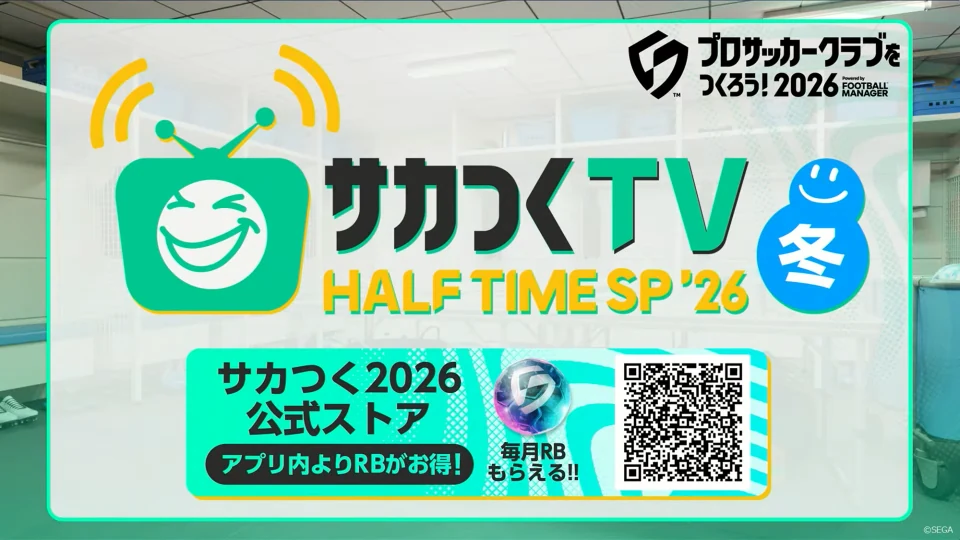 プロサッカークラブを
つくろう!2026
Powered by
FOOTBALL
MANAGER
TM
サカつくTV
HALF TIME SP '26
冬
サカつく2026
公式ストア
アプリ内よりRBがお得!
毎月RB
もらえる!!
©SEGA